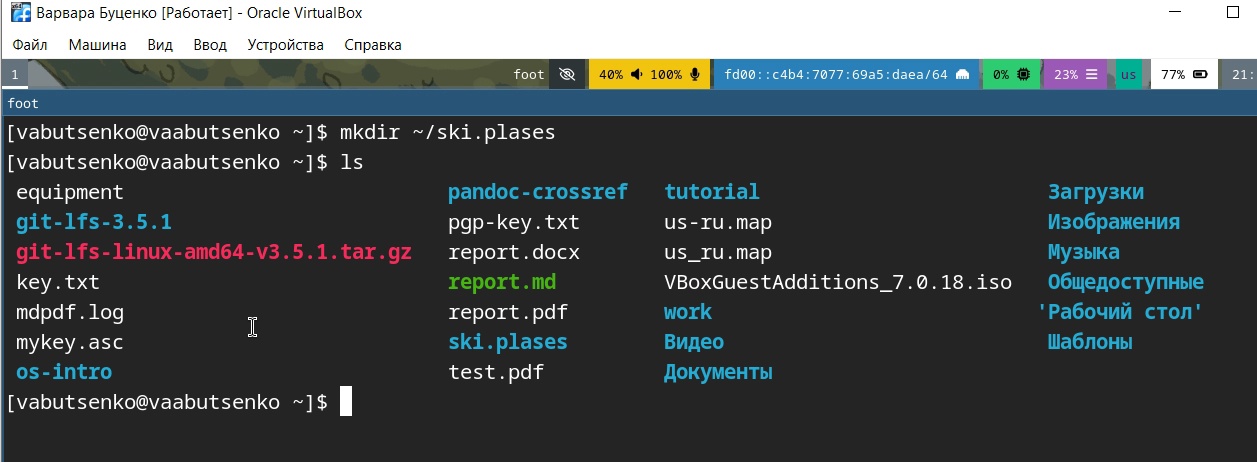 Варвара Буценко [Работает] - Oracle VirtualBox
Файл Машина Вид Ввод Устройства Справка
1 foot 40% 100% fd00::c4b4:7077:69a5:daea/64 0% 23% us 77% 21:
foot
[vabutsenko@vaabutsenko ~]$ mkdir ~/ski.plases
[vabutsenko@vaabutsenko ~]$ ls
equipment pandoc-crossref tutorial Загрузки
git-lfs-3.5.1 pgp-key.txt us-ru.map Изображения
git-lfs-linux-amd64-v3.5.1.tar.gz report.docx us_ru.map Музыка
key.txt report.md VBoxGuestAdditions_7.0.18.iso Общедоступные
mdpdf.log report.pdf work 'Рабочий стол'
mykey.asc ski.plases Видео Шаблоны
os-intro test.pdf Документы
[vabutsenko@vaabutsenko ~]$